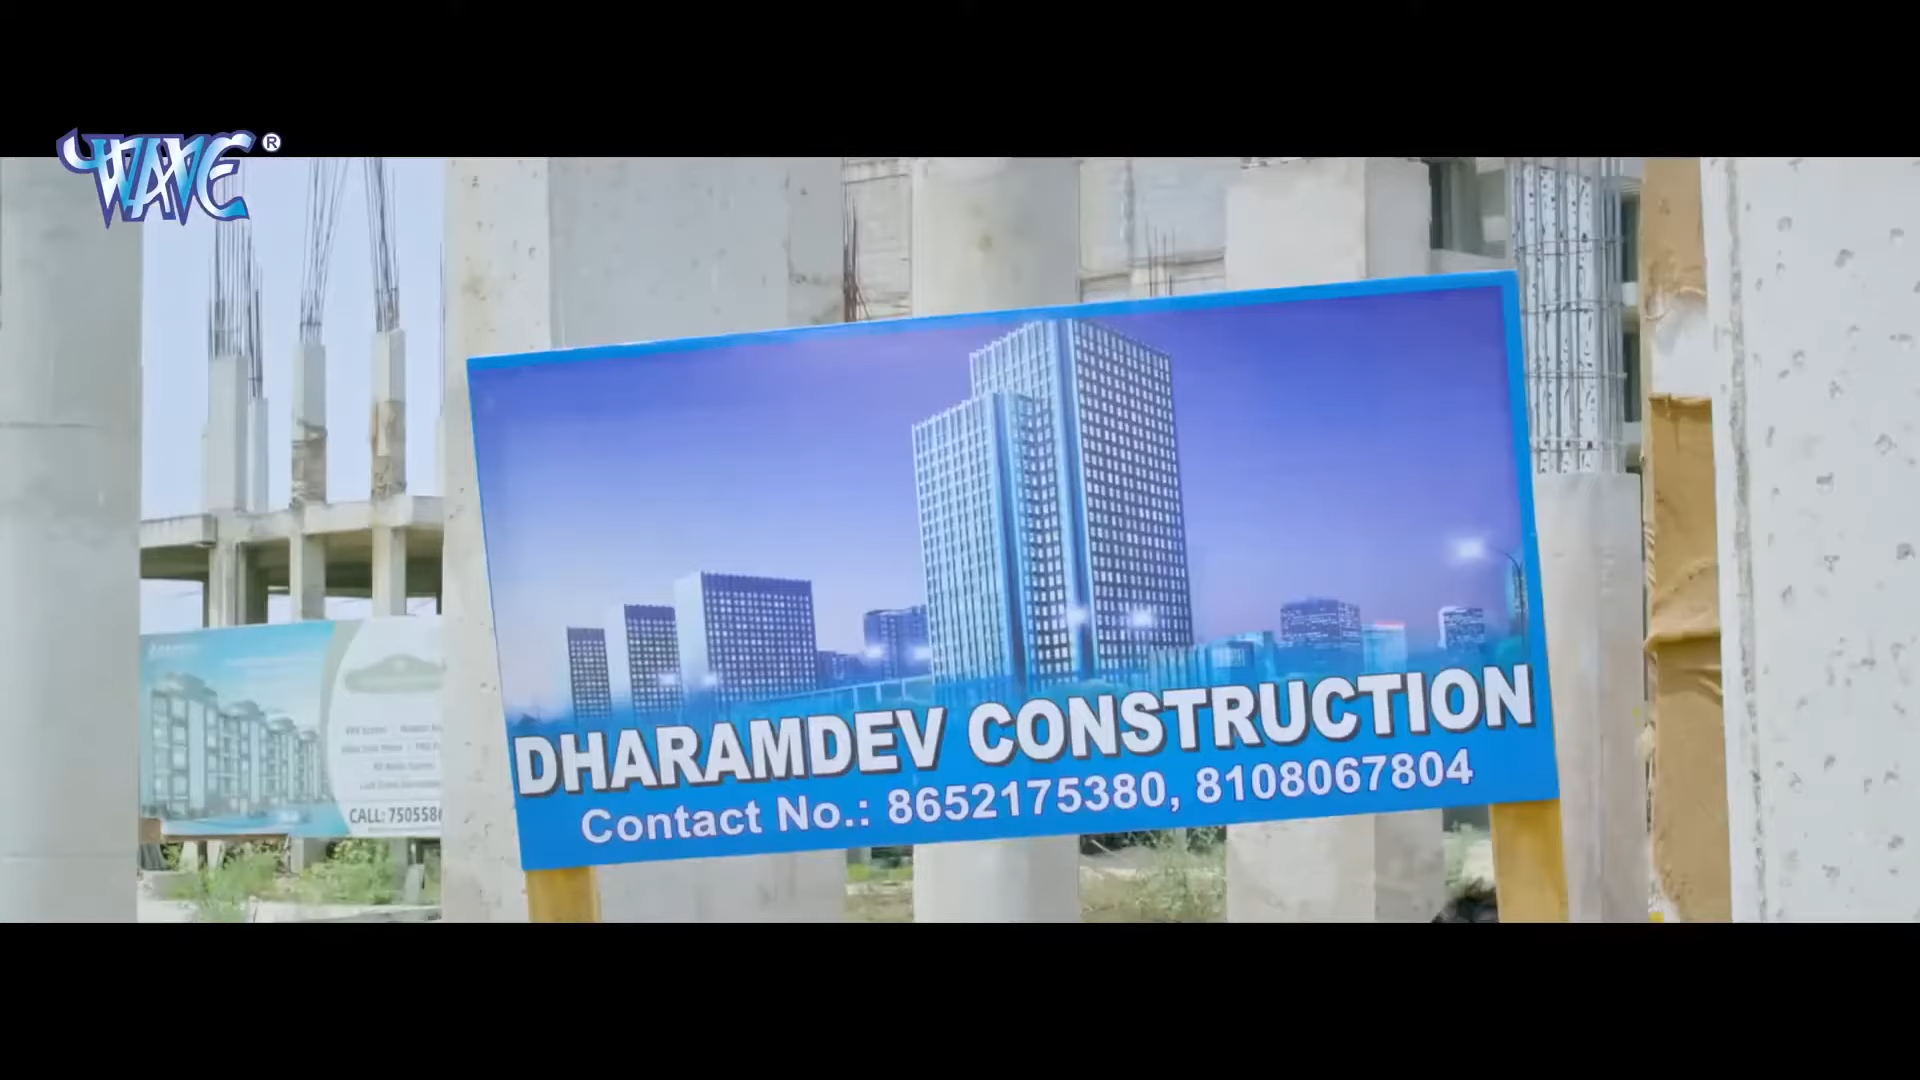 WAVE®
DHARAMDEV CONSTRUCTION
Contact No.: 8652175380, 8108067804
CALL: 750558